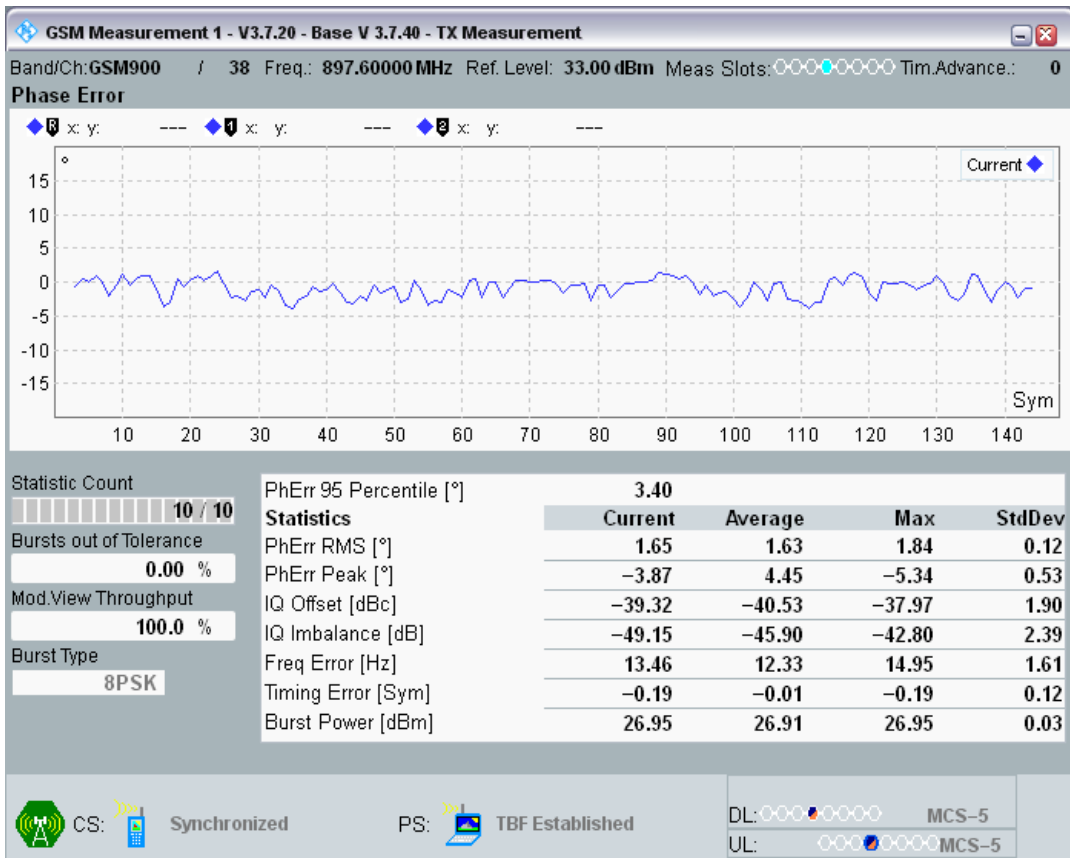 GSM Measurement 1 - V3.7.20 - Base V 3.7.40 - TX Measurement
Band/Ch:GSM900 / 38 Freq.: 897.60000 MHz Ref. Level: 33.00 dBm Meas Slots: Tim.Advance.: 0
Phase Error
R x: y: --- 1 x: y: --- 2 x: y: ---
° Current
15
10
5
0
-5
-10
-15
Sym
10 20 30 40 50 60 70 80 90 100 110 120 130 140
Statistic Count
10 / 10
Bursts out of Tolerance
0.00 %
Mod.View Throughput
100.0 %
Burst Type
8PSK
PhErr 95 Percentile [°] 3.40
Statistics Current Average Max StdDev
PhErr RMS [°] 1.65 1.63 1.84 0.12
PhErr Peak [°] −3.87 4.45 −5.34 0.53
IQ Offset [dBc] −39.32 −40.53 −37.97 1.90
IQ Imbalance [dB] −49.15 −45.90 −42.80 2.39
Freq Error [Hz] 13.46 12.33 14.95 1.61
Timing Error [Sym] −0.19 −0.01 −0.19 0.12
Burst Power [dBm] 26.95 26.91 26.95 0.03
CS: Synchronized PS: TBF Established
DL: MCS−5
UL: MCS−5